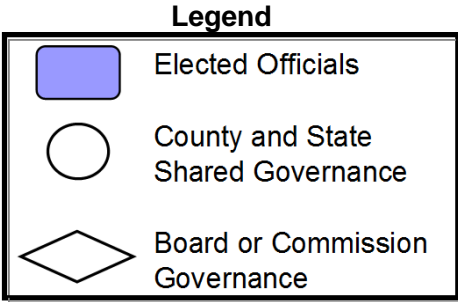 Legend
Elected Officials
County and State
Shared Governance
Board or Commission
Governance